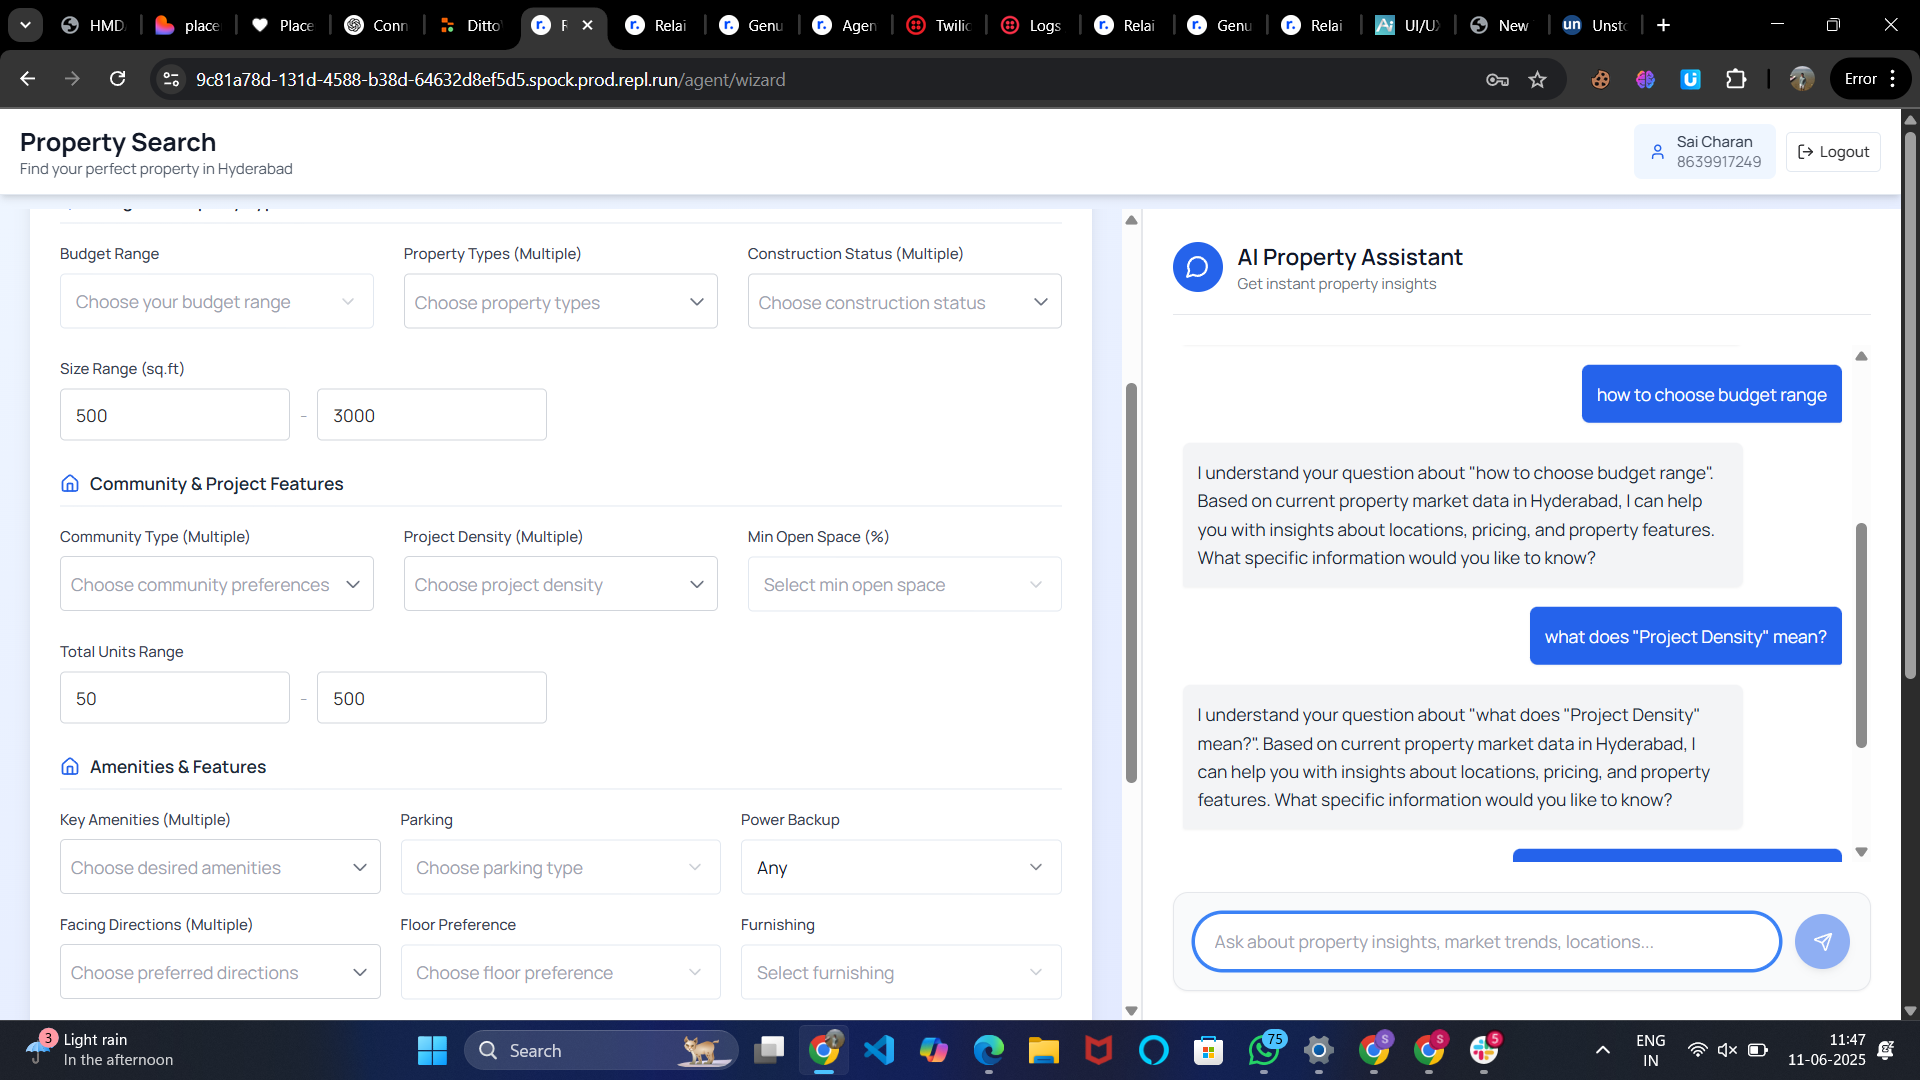 HMD
place
Place
Conn
Ditto
R
Relai
Genu
Agen
Twilio
Logs
Relai
Genu
Relai
UI/U
New
Unsto
9c81a78d-131d-4588-b38d-64632d8ef5d5.spock.prod.repl.run/agent/wizard
Error
Property Search
Find your perfect property in Hyderabad
Sai Charan
8639917249
Logout
Budget Range
Property Types (Multiple)
Construction Status (Multiple)
Choose your budget range
Choose property types
Choose construction status
Size Range (sq.ft)
500 - 3000
Community & Project Features
Community Type (Multiple)
Project Density (Multiple)
Min Open Space (%)
Choose community preferences
Choose project density
Select min open space
Total Units Range
50 - 500
Amenities & Features
Key Amenities (Multiple)
Parking
Power Backup
Choose desired amenities
Choose parking type
Any
Facing Directions (Multiple)
Floor Preference
Furnishing
Choose preferred directions
Choose floor preference
Select furnishing
AI Property Assistant
Get instant property insights
how to choose budget range
I understand your question about "how to choose budget range".
Based on current property market data in Hyderabad, I can help
you with insights about locations, pricing, and property features.
What specific information would you like to know?
what does "Project Density" mean?
I understand your question about "what does "Project Density"
mean?". Based on current property market data in Hyderabad, I
can help you with insights about locations, pricing, and property
features. What specific information would you like to know?
Ask about property insights, market trends, locations...
3
Light rain
In the afternoon
Search
75
S
S
5
ENG
IN
11:47
11-06-2025